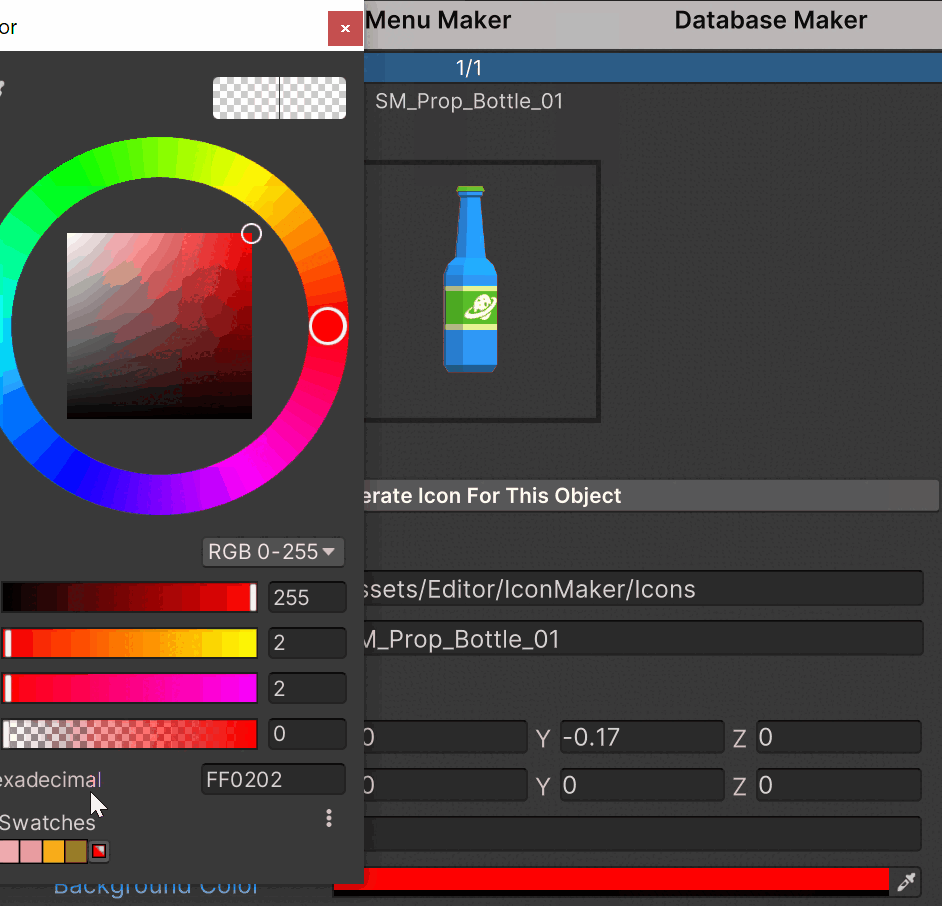 or
Menu Maker
Database Maker
1/1
SM_Prop_Bottle_01
erate Icon For This Object
RGB 0-255
255
ssets/Editor/IconMaker/Icons
2
M_Prop_Bottle_01
2
0
0
Y -0.17
Z 0
exadecimal
FF0202
0
Y 0
Z 0
Swatches
Background Color